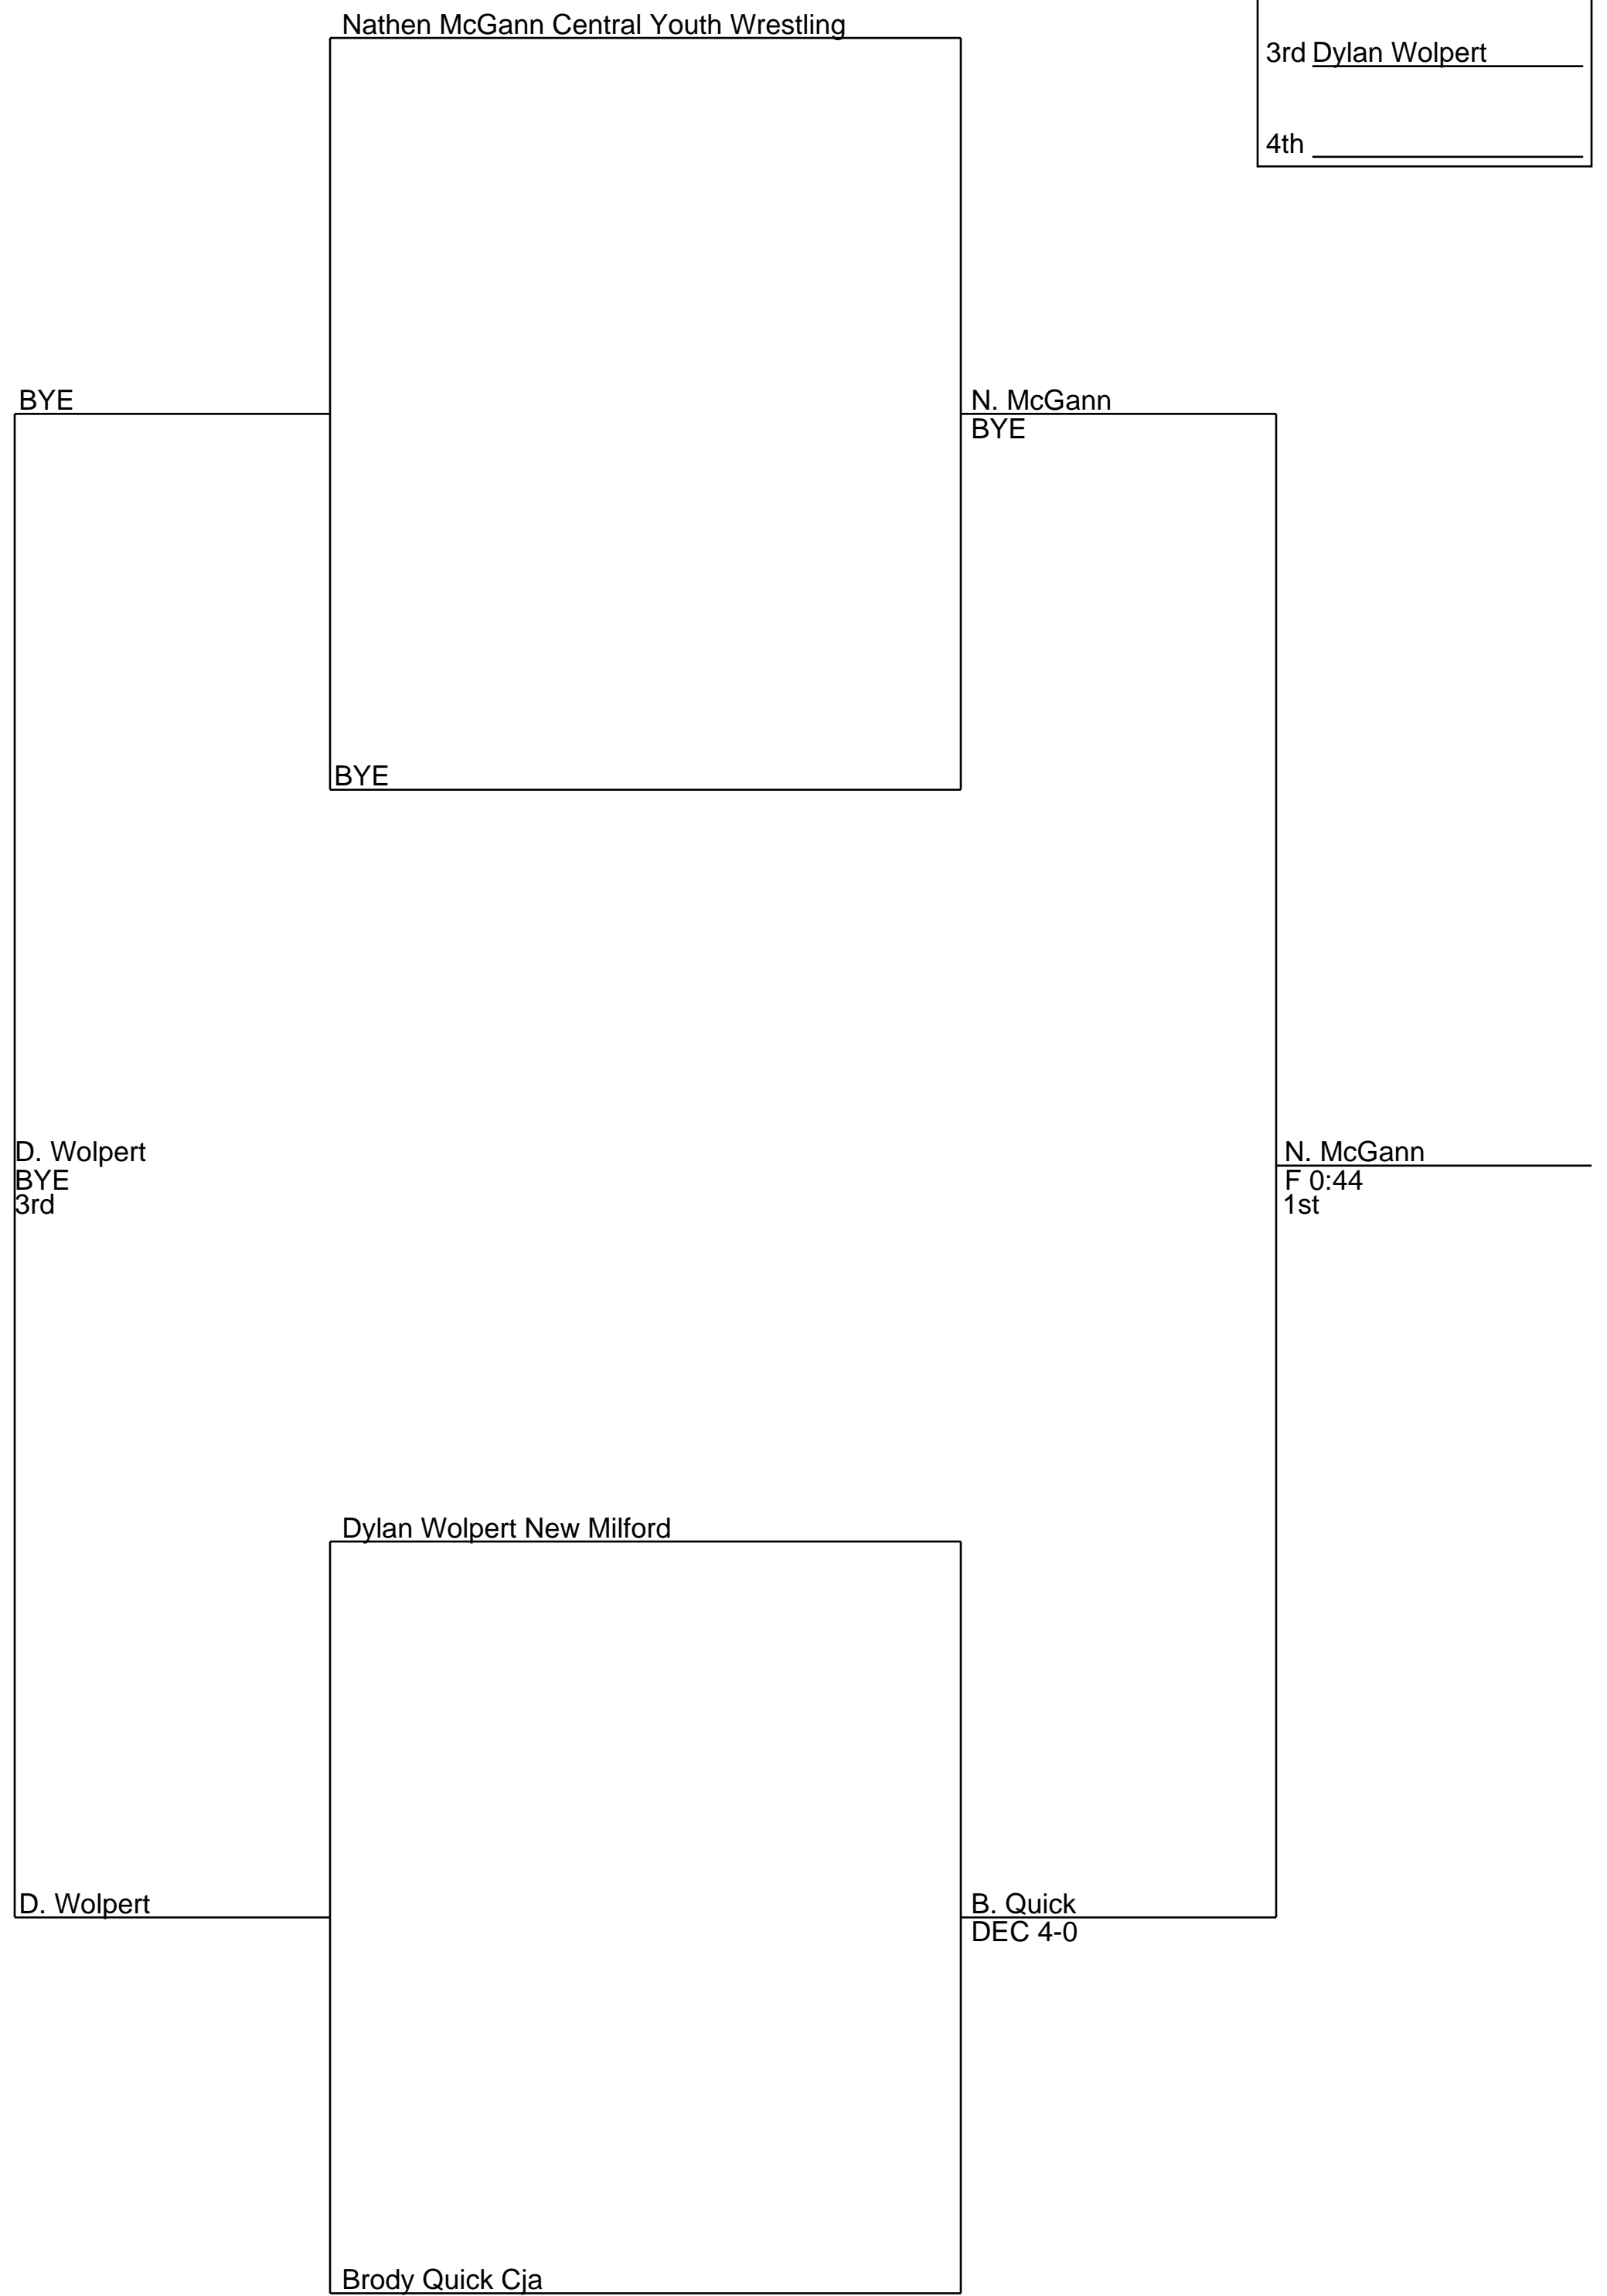 Nathen McGann Central Youth Wrestling
3rd Dylan Wolpert
4th
BYE
N. McGann
BYE
BYE
D. Wolpert
BYE
3rd
N. McGann
F 0:44
1st
Dylan Wolpert New Milford
D. Wolpert
B. Quick
DEC 4-0
Brody Quick Cja